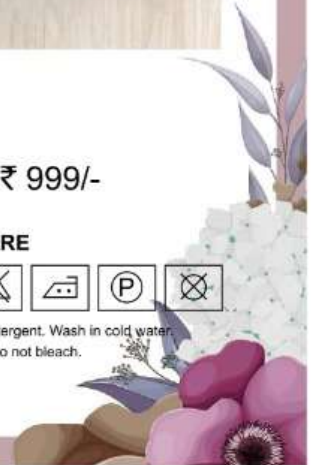 ₹ 999/-
RE
P
ergent. Wash in cold water.
o not bleach.